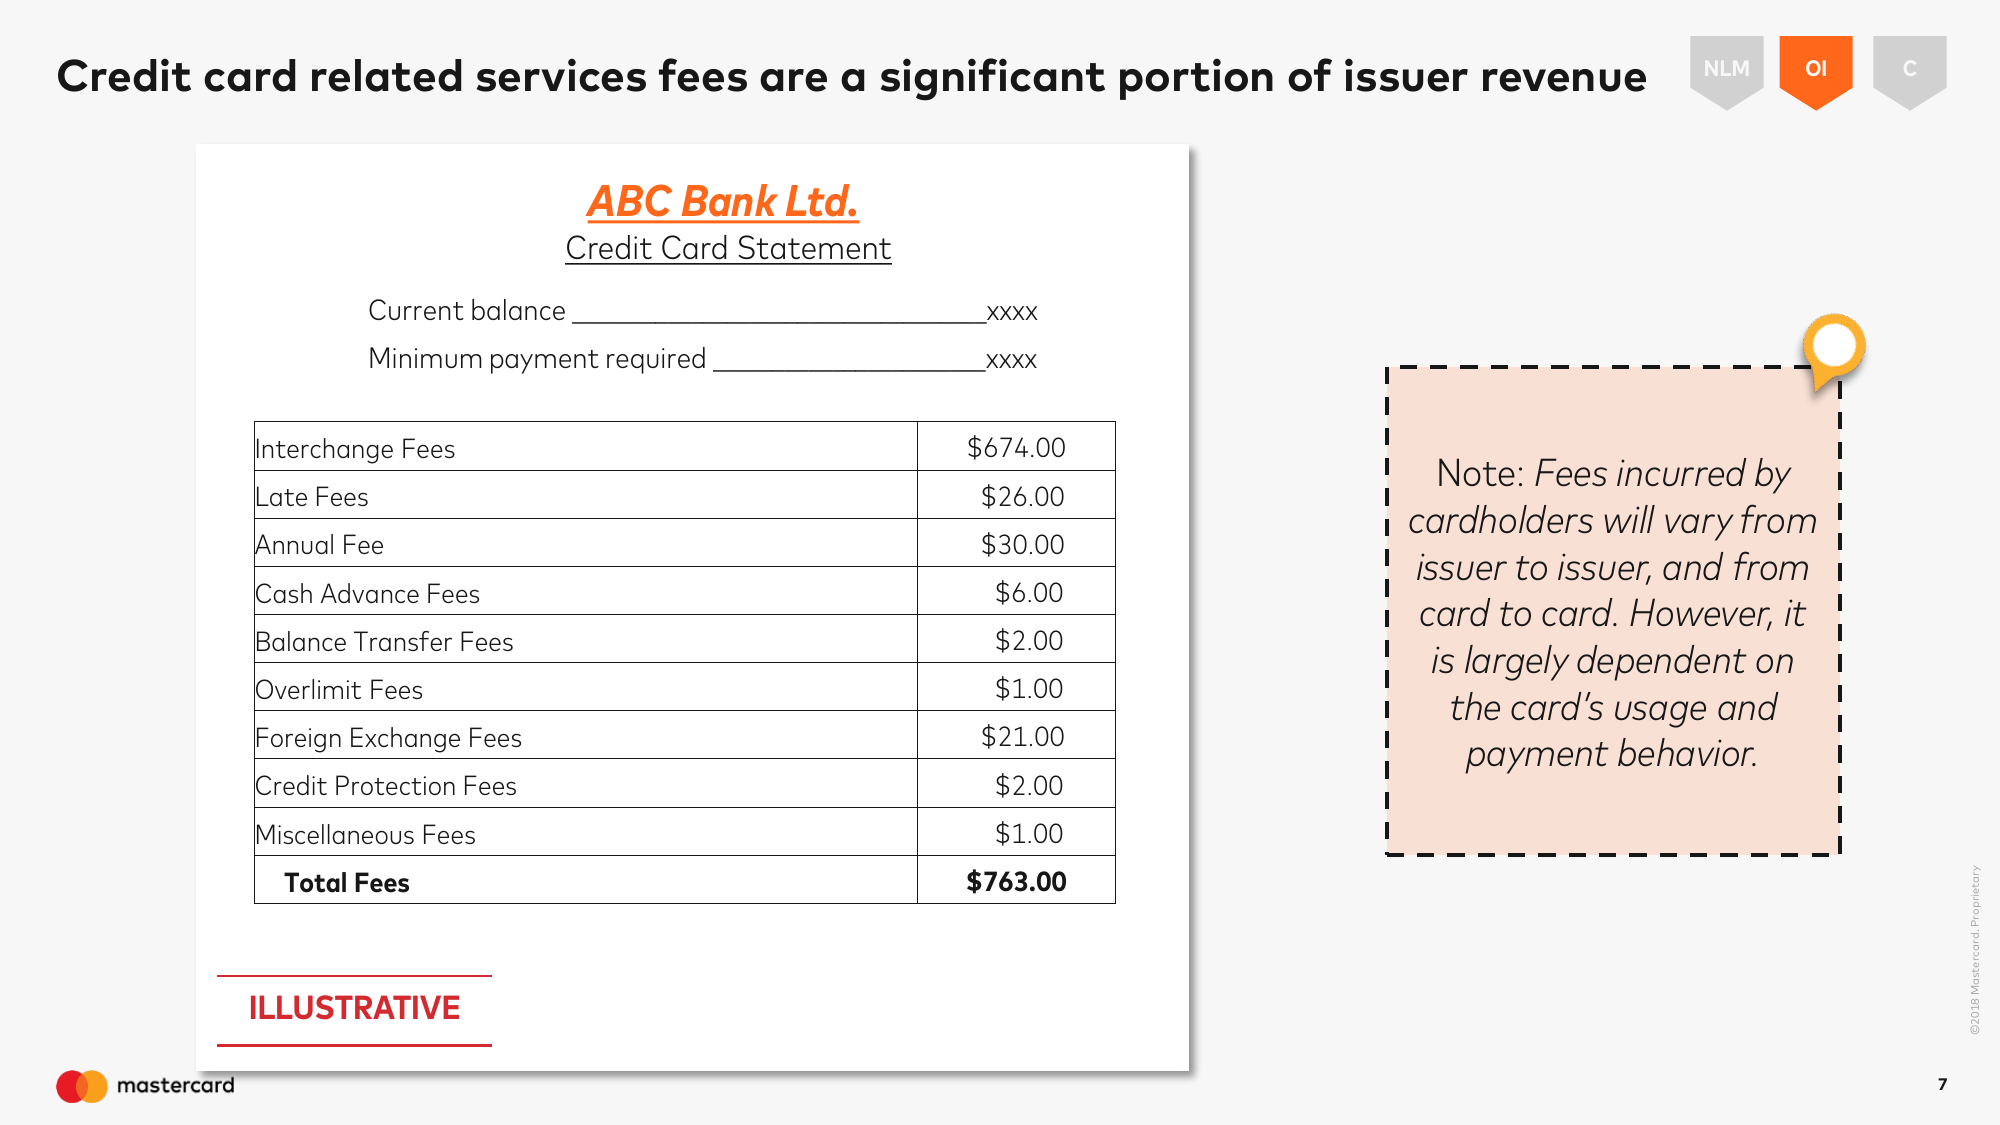 Credit card related services fees are a significant portion of issuer revenue
NLM OI C
ABC Bank Ltd.
Credit Card Statement
Current balance ______________________________xxxx
Minimum payment required ____________________xxxx
Interchange Fees $674.00
Late Fees $26.00
Annual Fee $30.00
Cash Advance Fees $6.00
Balance Transfer Fees $2.00
Overlimit Fees $1.00
Foreign Exchange Fees $21.00
Credit Protection Fees $2.00
Miscellaneous Fees $1.00
Total Fees $763.00
ILLUSTRATIVE
Note: Fees incurred by
cardholders will vary from
issuer to issuer, and from
card to card. However, it
is largely dependent on
the card's usage and
payment behavior.
©2018 Mastercard. Proprietary
mastercard
7